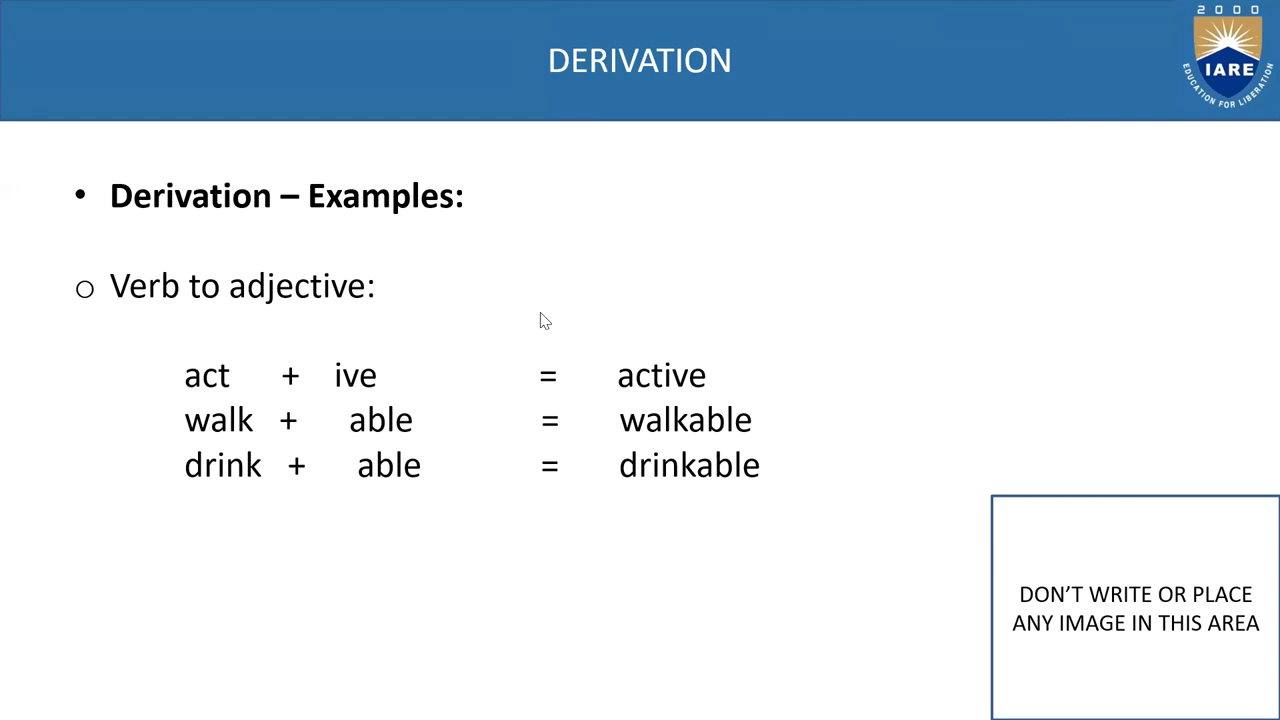 DERIVATION
2000
IARE
EDUCATION FOR LIBERATION
• Derivation – Examples:
o Verb to adjective:
act + ive = active
walk + able = walkable
drink + able = drinkable
DON’T WRITE OR PLACE
ANY IMAGE IN THIS AREA